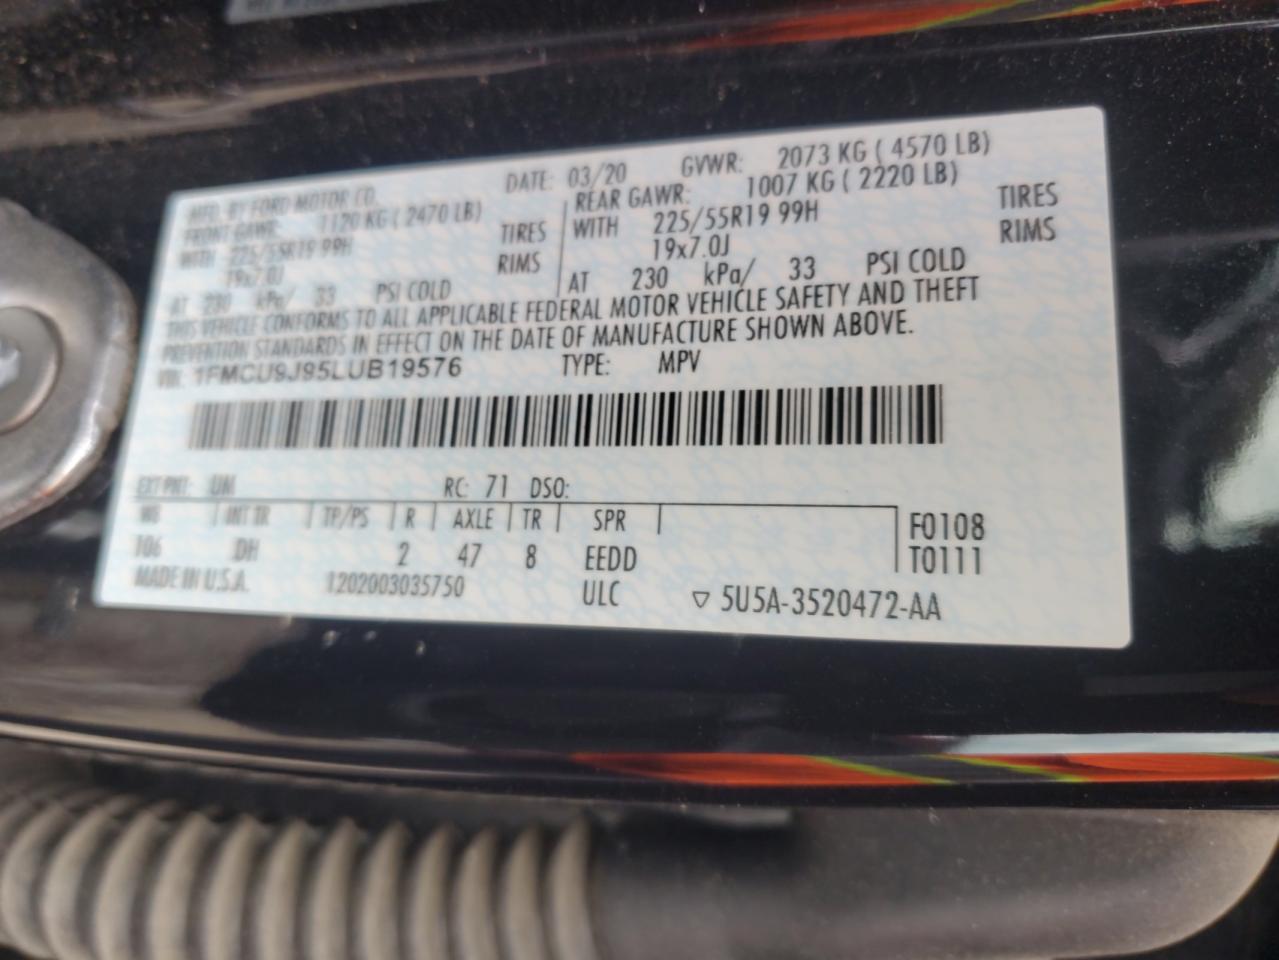 MFD. BY FORD MOTOR CO.
DATE: 03/20 GVWR: 2073 KG ( 4570 LB)
FRONT GAWR: 1120 KG ( 2470 LB) REAR GAWR: 1007 KG ( 2220 LB)
WITH 225/55R19 99H TIRES WITH 225/55R19 99H TIRES
19x7.0J RIMS 19x7.0J RIMS
AT 230 kPa/ 33 PSI COLD AT 230 kPa/ 33 PSI COLD
THIS VEHICLE CONFORMS TO ALL APPLICABLE FEDERAL MOTOR VEHICLE SAFETY AND THEFT
PREVENTION STANDARDS IN EFFECT ON THE DATE OF MANUFACTURE SHOWN ABOVE.
VIN: 1FMCU9J95LUB19576 TYPE: MPV
EXT PNT: UM RC: 71 DSO:
WB INT TR TP/PS R AXLE TR SPR F0108
106 DH 2 47 8 EEDD T0111
MADE IN U.S.A. 1202003035750 ULC ▽ 5U5A-3520472-AA